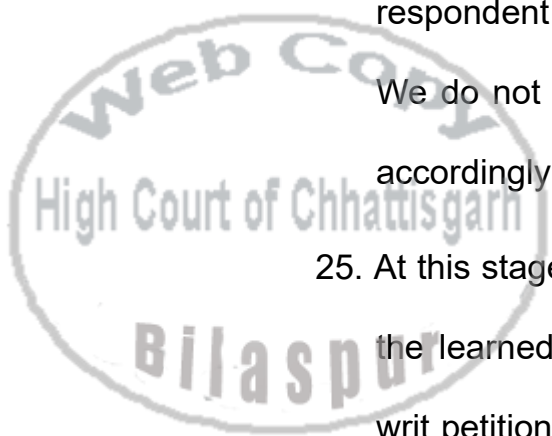 respondent
Web Copy
We do not
accordingly
High Court of Chhattisgarh
25. At this stage
Bilaspur
the learned
writ petition